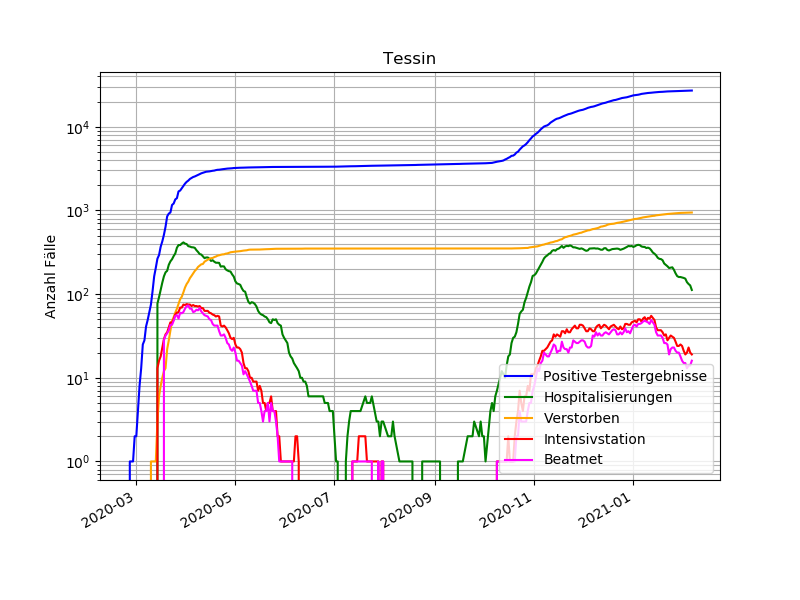 Tessin
Anzahl Fälle
10^4
10^3
10^2
10^1
10^0
2020-03
2020-05
2020-07
2020-09
2020-11
2021-01
Positive Testergebnisse
Hospitalisierungen
Verstorben
Intensivstation
Beatmet